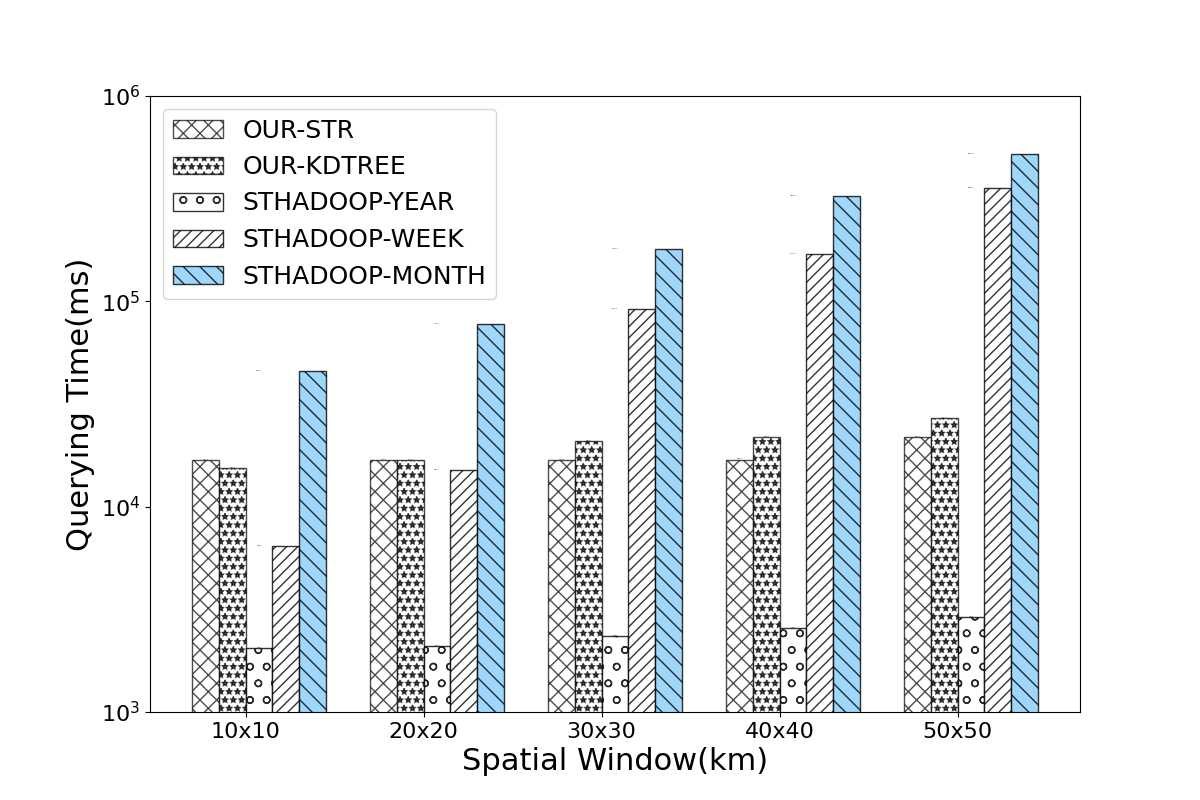 10^6
10^5
10^4
10^3
Querying Time(ms)
OUR-STR
OUR-KDTREE
STHADOOP-YEAR
STHADOOP-WEEK
STHADOOP-MONTH
10x10 20x20 30x30 40x40 50x50
Spatial Window(km)